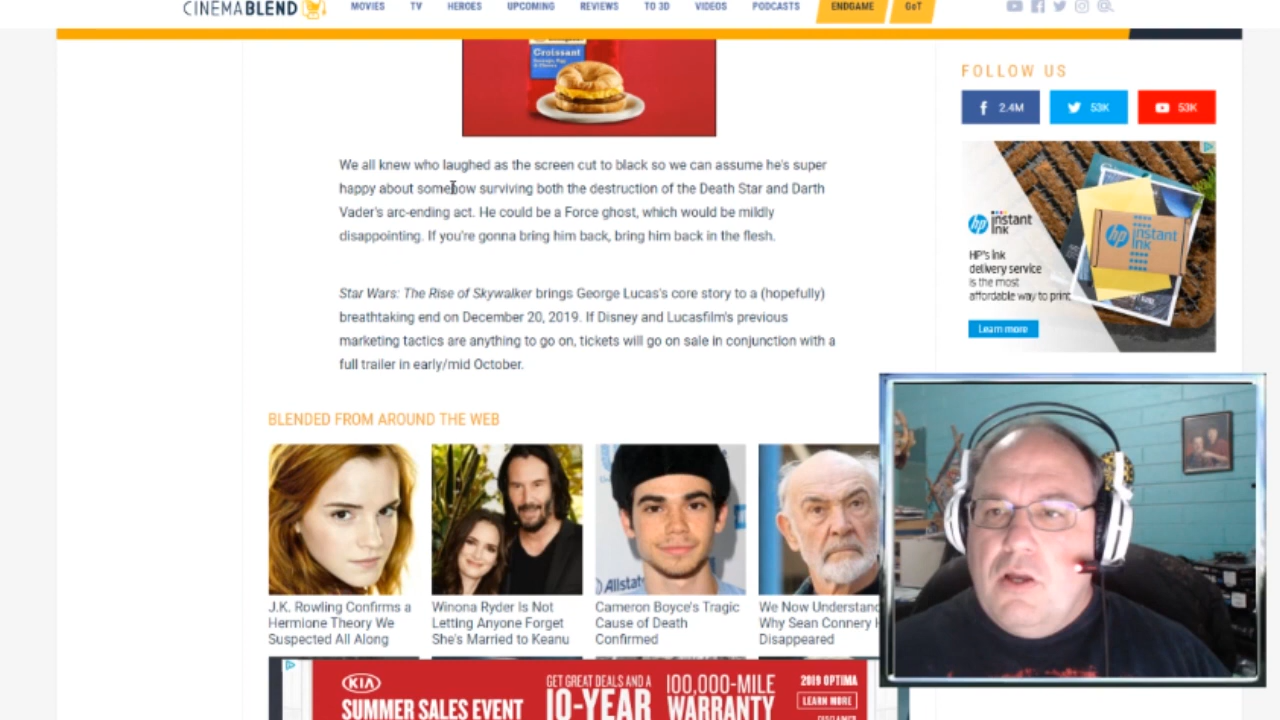 CINEMABLEND
MOVIES TV HEROES UPCOMING REVIEWS TO 3D VIDEOS PODCASTS ENDGAME GoT
Croissant
FOLLOW US
2.4M 53K 53K
We all knew who laughed as the screen cut to black so we can assume he's super
happy about somehow surviving both the destruction of the Death Star and Darth
Vader's arc-ending act. He could be a Force ghost, which would be mildly
disappointing. If you're gonna bring him back, bring him back in the flesh.
Star Wars: The Rise of Skywalker brings George Lucas's core story to a (hopefully)
breathtaking end on December 20, 2019. If Disney and Lucasfilm's previous
marketing tactics are anything to go on, tickets will go on sale in conjunction with a
full trailer in early/mid October.
hp instant ink
HP's ink
delivery service
is the most
affordable way to print
Learn more
hp instant ink
BLENDED FROM AROUND THE WEB
Allstat
J.K. Rowling Confirms a
Hermione Theory We
Suspected All Along
Winona Ryder Is Not
Letting Anyone Forget
She's Married to Keanu
Cameron Boyce's Tragic
Cause of Death
Confirmed
We Now Understand
Why Sean Connery H
Disappeared
KIA
SUMMER SALES EVENT
GET GREAT DEALS AND A
10-YEAR
100,000-MILE
WARRANTY
2019 OPTIMA
LEARN MORE